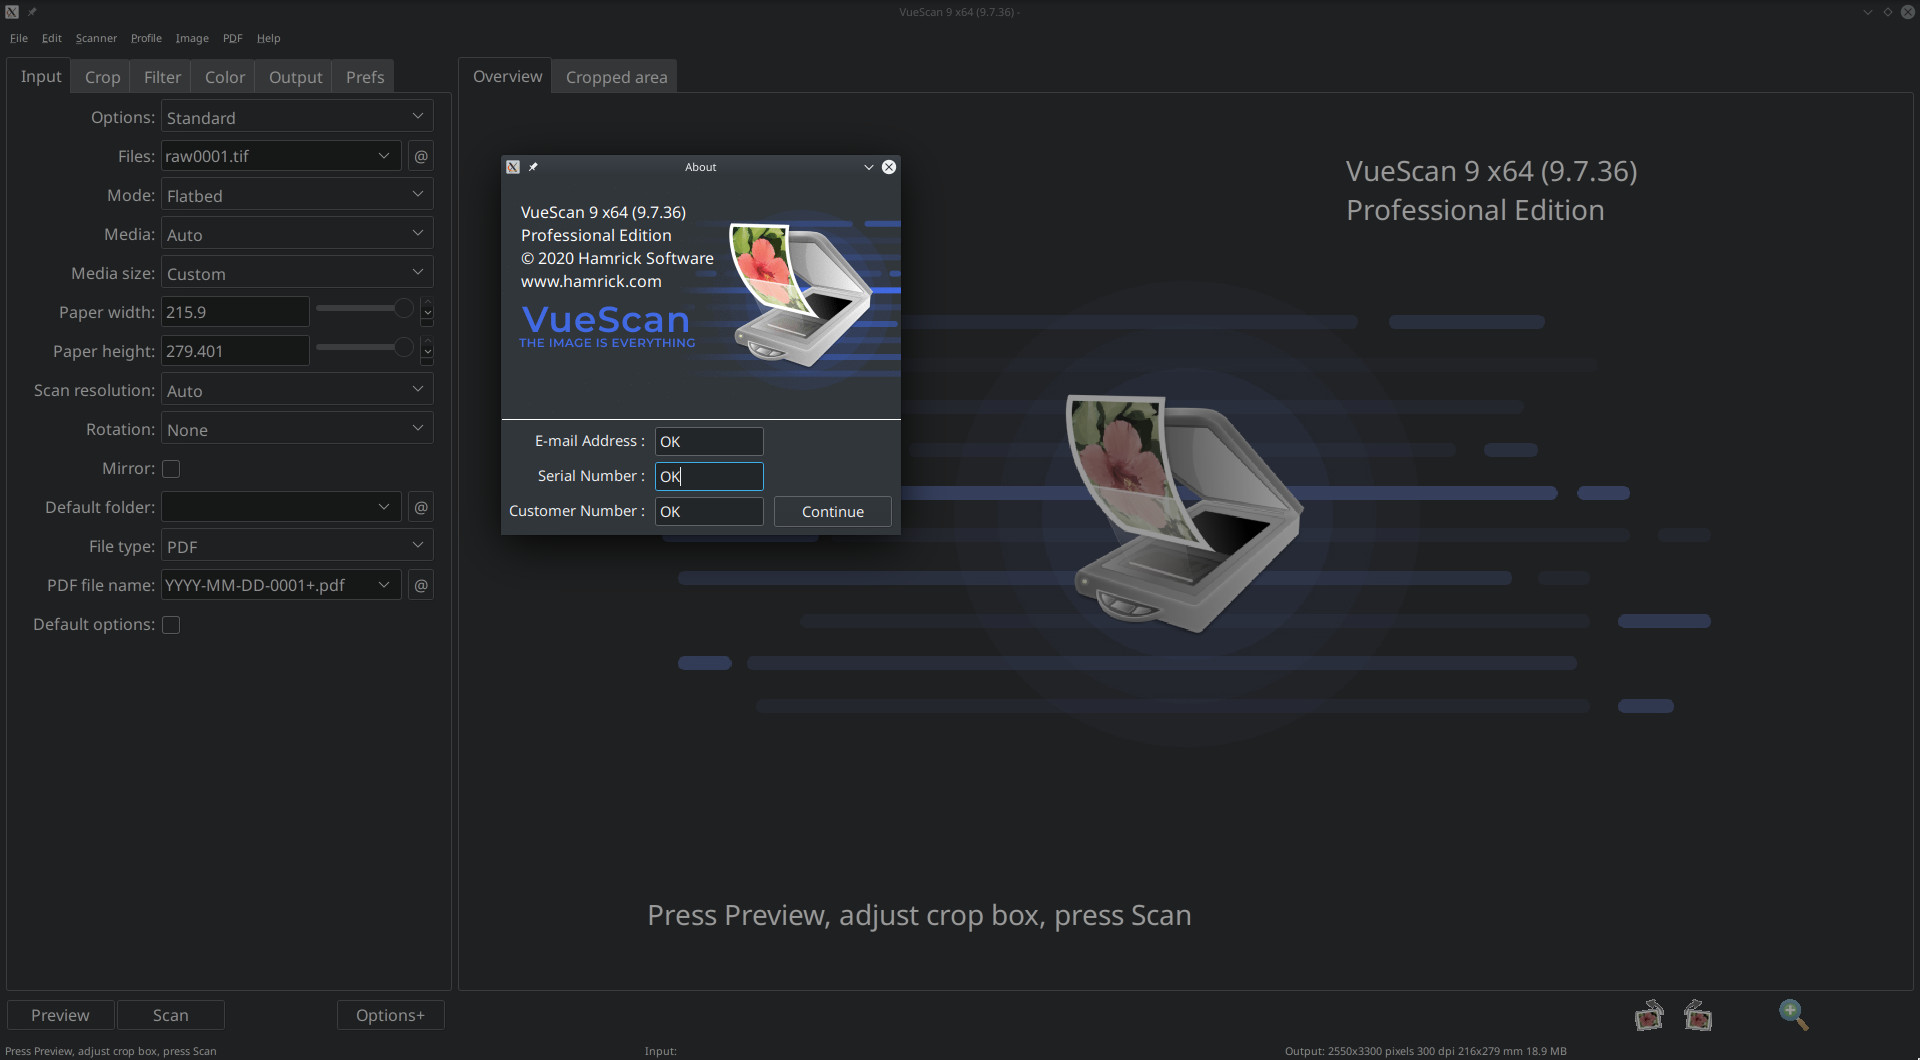 VueScan 9 x64 (9.7.36) -
File Edit Scanner Profile Image PDF Help
Input Crop Filter Color Output Prefs
Overview Cropped area
Options: Standard
Files: raw0001.tif @
Mode: Flatbed
Media: Auto
Media size: Custom
Paper width: 215.9
Paper height: 279.401
Scan resolution: Auto
Rotation: None
Mirror:
Default folder: @
File type: PDF
PDF file name: YYYY-MM-DD-0001+.pdf @
Default options:
About
VueScan 9 x64 (9.7.36)
Professional Edition
© 2020 Hamrick Software
www.hamrick.com
VueScan
THE IMAGE IS EVERYTHING
E-mail Address : OK
Serial Number : OK
Customer Number : OK Continue
VueScan 9 x64 (9.7.36)
Professional Edition
Press Preview, adjust crop box, press Scan
Preview Scan Options+
Press Preview, adjust crop box, press Scan Input: Output: 2550x3300 pixels 300 dpi 216x279 mm 18.9 MB